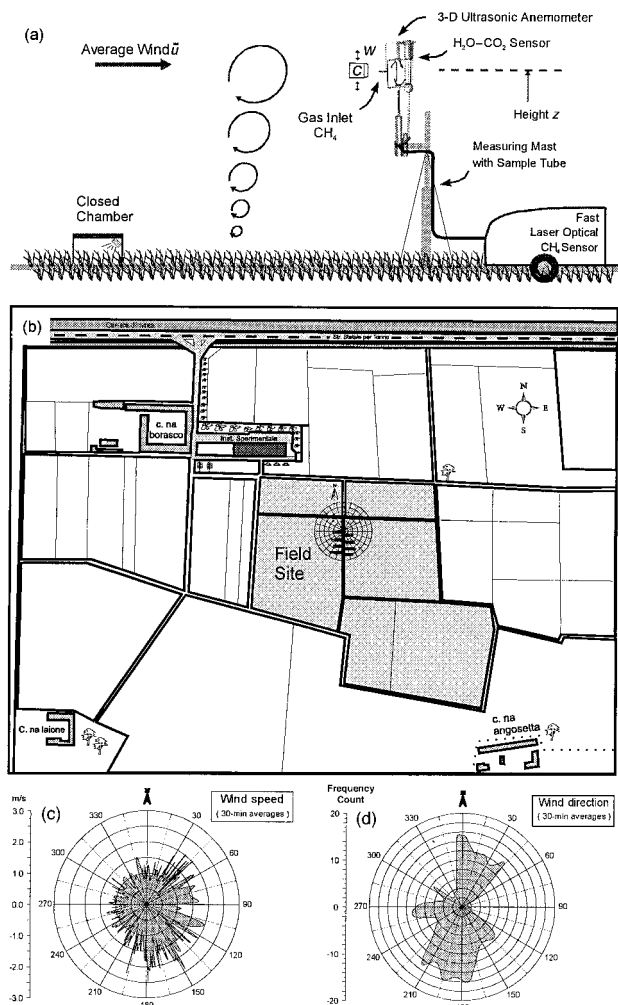 (a)
3-D Ultrasonic Anemometer
Average Wind ū
W
H₂O–CO₂ Sensor
C
Gas Inlet
CH₄
Height z
Measuring Mast
with Sample Tube
Closed
Chamber
Fast
Laser Optical
CH₄ Sensor
(b)
c. na
borasco
Inst. Sperimentale
N
W E
S
N
Field
Site
C. na laione
c. na
angosetta
(c)
m/s
Wind speed
( 30-min averages )
3.0
2.0
1.0
0.0
-1.0
-2.0
-3.0
N
330
30
300
60
270
90
240
120
210
150
180
(d)
Frequency
Count
Wind direction
( 30-min averages )
20
10
0
-10
-20
N
330
30
300
60
270
90
240
120
210
150
180